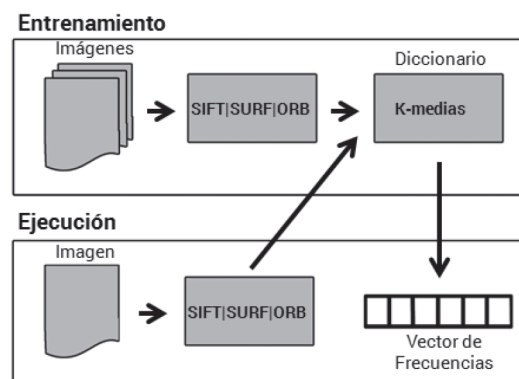 Entrenamiento
Imágenes
Diccionario
SIFT|SURF|ORB
K-medias
Ejecución
Imagen
SIFT|SURF|ORB
Vector de
Frecuencias